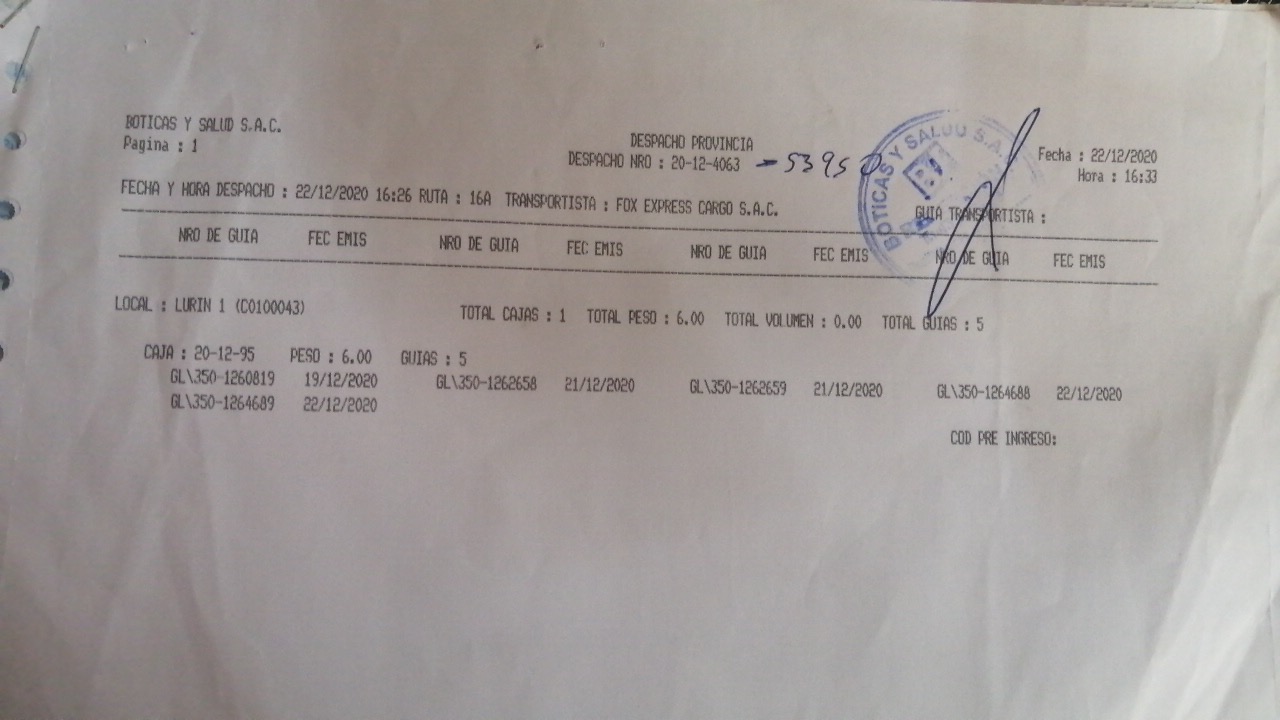 BOTICAS Y SALUD S.A.C.
Pagina : 1
DESPACHO PROVINCIA
DESPACHO NRO : 20-12-4063 - 53950
Fecha : 22/12/2020
Hora : 16:33
BOTICAS Y SALUD S.A.
FECHA Y HORA DESPACHO : 22/12/2020 16:26 RUTA : 16A TRANSPORTISTA : FOX EXPRESS CARGO S.A.C. GUIA TRANSPORTISTA :
NRO DE GUIA FEC EMIS NRO DE GUIA FEC EMIS NRO DE GUIA FEC EMIS NRO DE GUIA FEC EMIS
LOCAL : LURIN 1 (C0100043) TOTAL CAJAS : 1 TOTAL PESO : 6.00 TOTAL VOLUMEN : 0.00 TOTAL GUIAS : 5
CAJA : 20-12-95 PESO : 6.00 GUIAS : 5
GL\350-1260819 19/12/2020 GL\350-1262658 21/12/2020 GL\350-1262659 21/12/2020 GL\350-1264688 22/12/2020
GL\350-1264689 22/12/2020
COD PRE INGRESO: